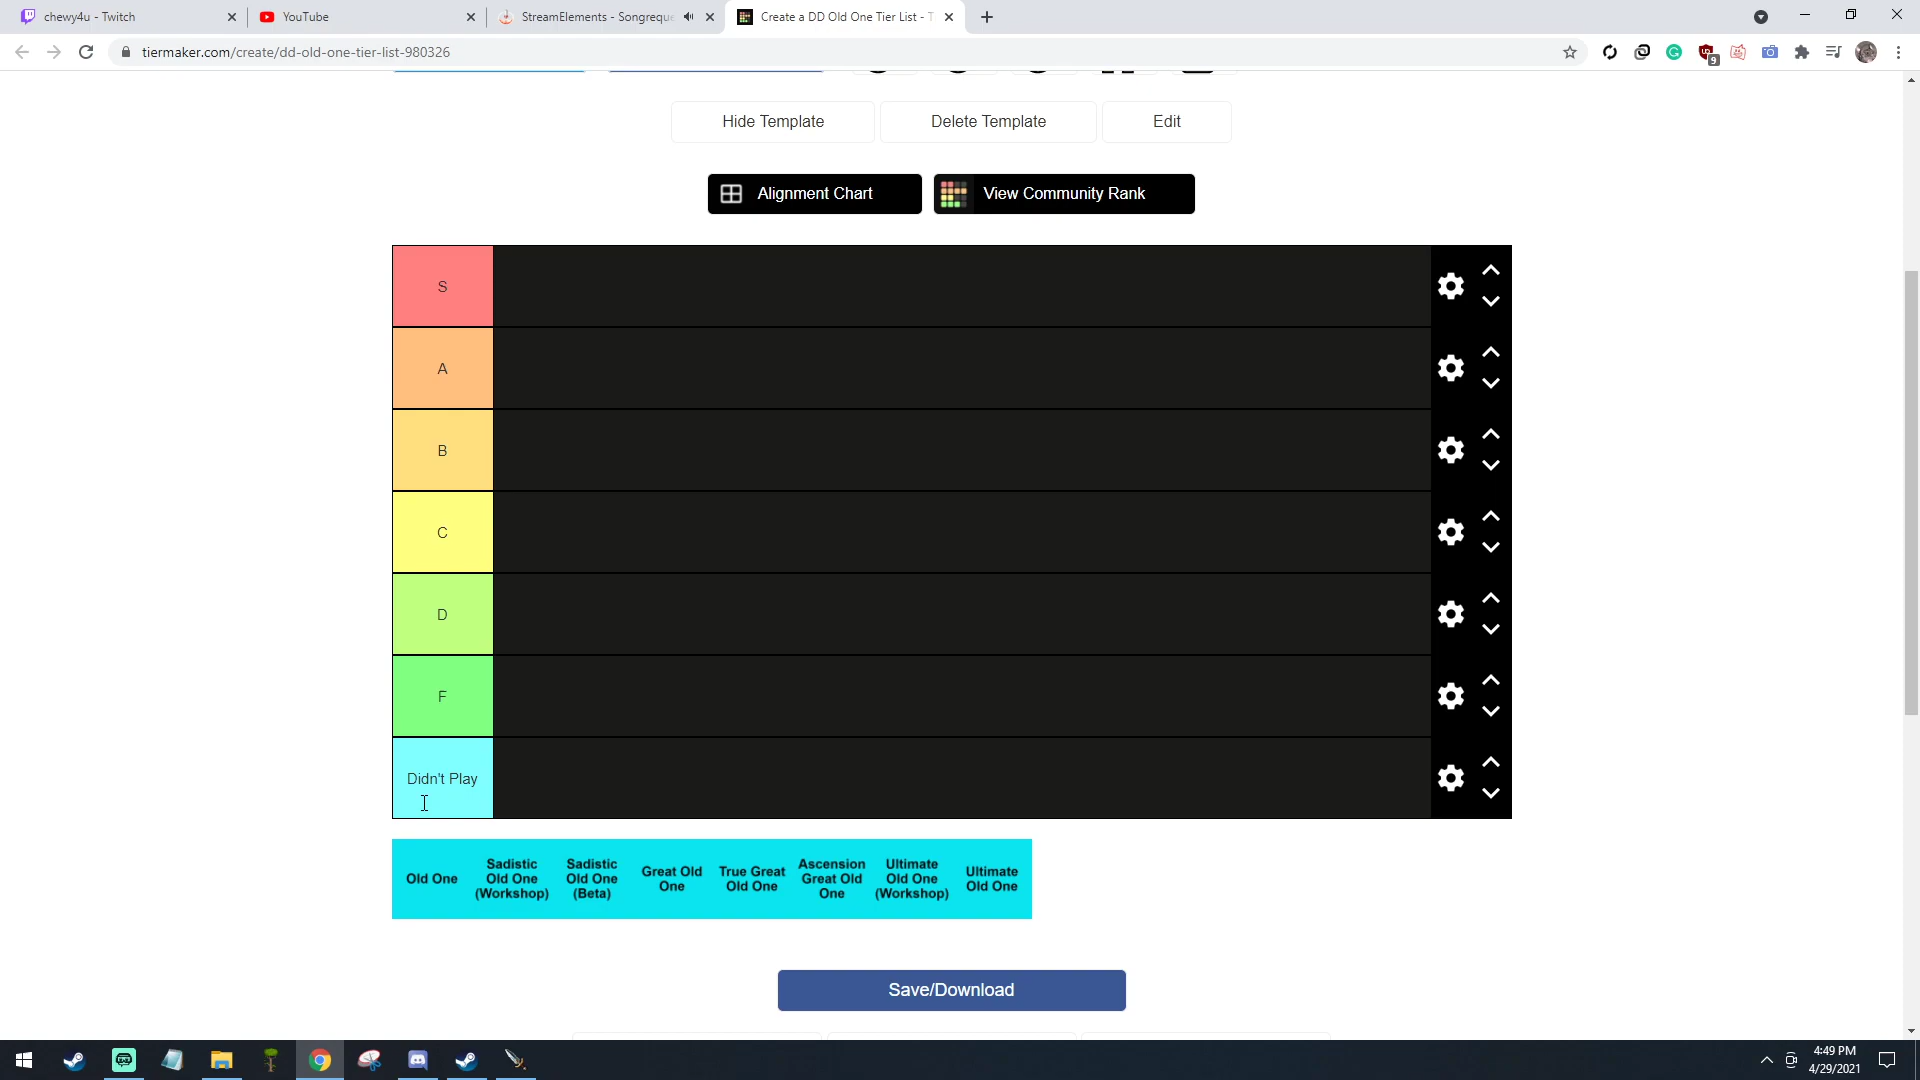 chewy4u - Twitch
YouTube
StreamElements - Songreque
Create a DD Old One Tier List - T
tiermaker.com/create/dd-old-one-tier-list-980326
9
Hide Template
Delete Template
Edit
Alignment Chart
View Community Rank
S
A
B
C
D
F
Didn't Play
Old One
Sadistic
Old One
(Workshop)
Sadistic
Old One
(Beta)
Great Old
One
True Great
Old One
Ascension
Great Old
One
Ultimate
Old One
(Workshop)
Ultimate
Old One
Save/Download
4:49 PM
4/29/2021